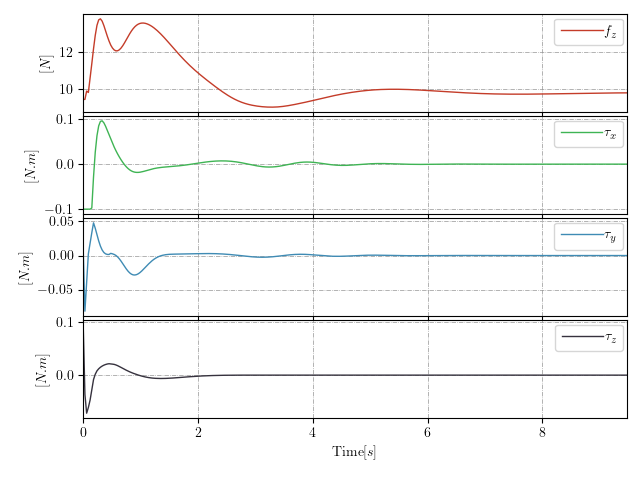 [N]
12
10
f_z
[N.m]
0.1
0.0
−0.1
τ_x
[N.m]
0.05
0.00
−0.05
τ_y
[N.m]
0.1
0.0
τ_z
0 2 4 6 8
Time[s]